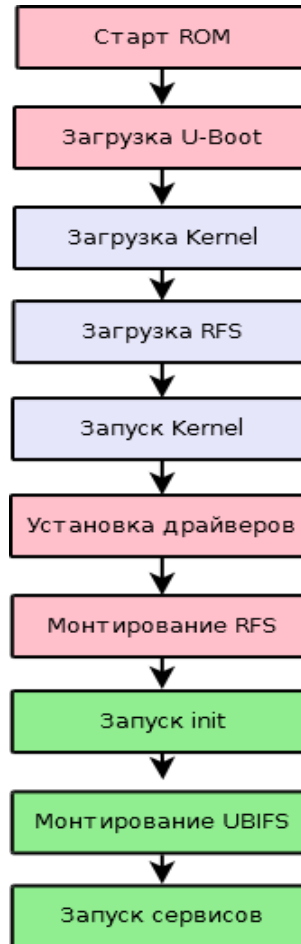 Старт ROM
Загрузка U-Boot
Загрузка Kernel
Загрузка RFS
Запуск Kernel
Установка драйверов
Монтирование RFS
Запуск init
Монтирование UBIFS
Запуск сервисов